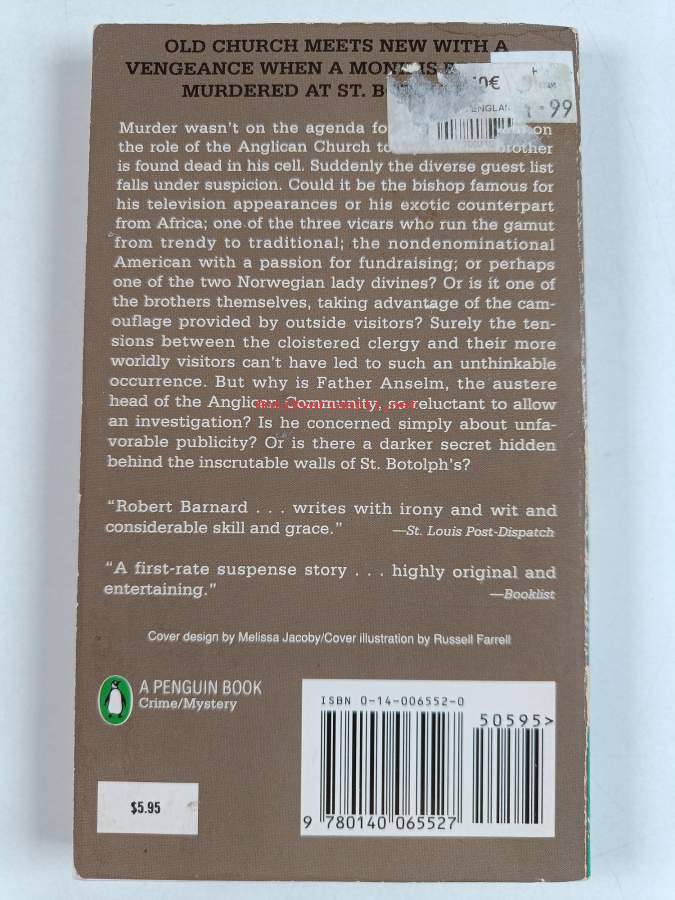 OLD CHURCH MEETS NEW WITH A
VENGEANCE WHEN A MONK IS
MURDERED AT ST.
0€
ENGLAN
99
Murder wasn't on the agenda fo on
the role of the Anglican Church to brother
is found dead in his cell. Suddenly the diverse guest list
falls under suspicion. Could it be the bishop famous for
his television appearances or his exotic counterpart
from Africa; one of the three vicars who run the gamut
from trendy to traditional; the nondenominational
American with a passion for fundraising; or perhaps
one of the two Norwegian lady divines? Or is it one of
the brothers themselves, taking advantage of the cam-
ouflage provided by outside visitors? Surely the ten-
sions between the cloistered clergy and their more
worldly visitors can't have led to such an unthinkable
occurrence. But why is Father Anselm, the austere
head of the Anglican Community, so reluctant to allow
an investigation? Is he concerned simply about unfa-
vorable publicity? Or is there a darker secret hidden
behind the inscrutable walls of St. Botolph's?
“Robert Barnard . . . writes with irony and wit and
considerable skill and grace.” —St. Louis Post-Dispatch
“A first-rate suspense story . . . highly original and
entertaining.” —Booklist
Cover design by Melissa Jacoby/Cover illustration by Russell Farrell
A PENGUIN BOOK
Crime/Mystery
ISBN 0-14-006552-0
50595>
9 780140 065527
$5.95